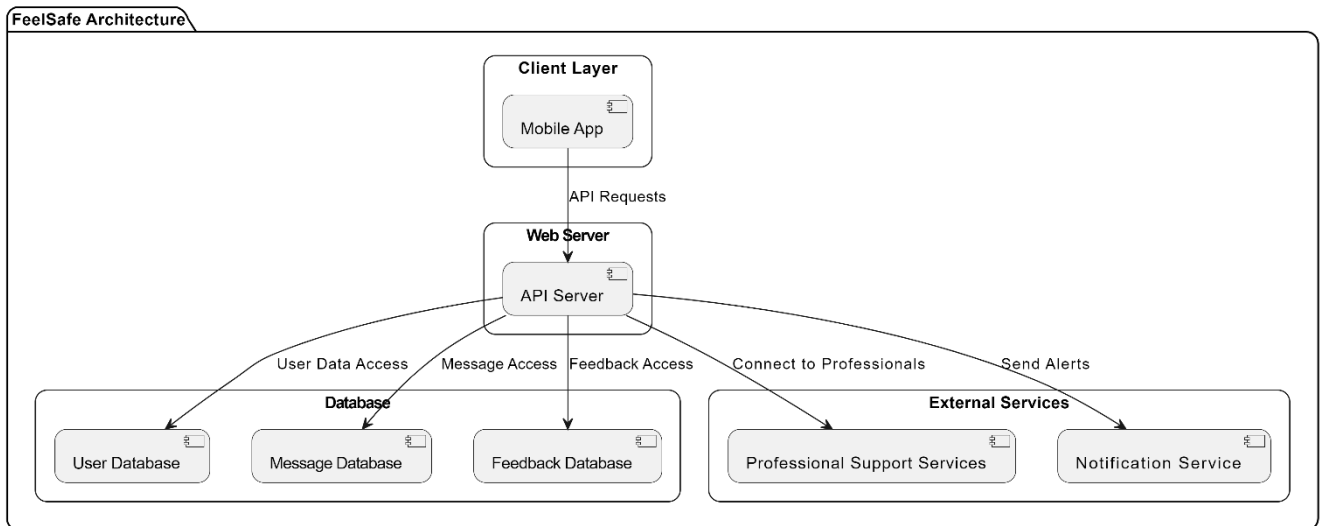 FeelSafe Architecture
Client Layer
Mobile App
API Requests
Web Server
API Server
User Data Access
Message Access
Feedback Access
Connect to Professionals
Send Alerts
Database
External Services
User Database
Message Database
Feedback Database
Professional Support Services
Notification Service